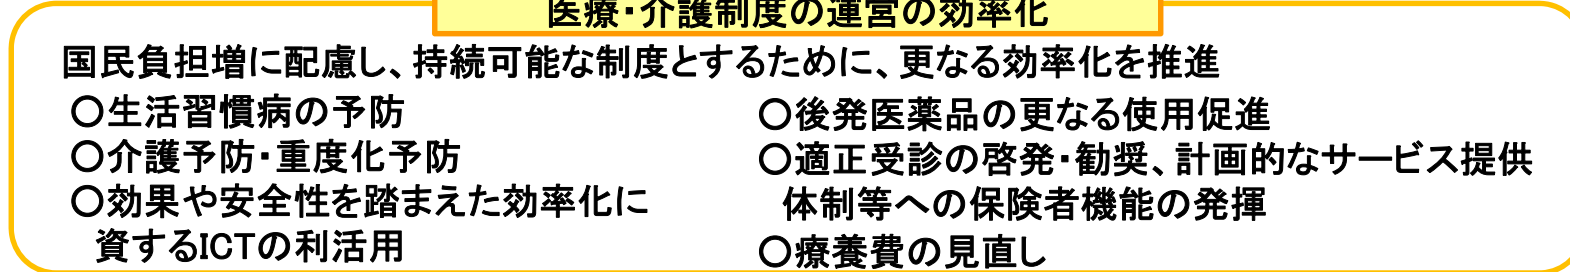 医療・介護制度の運営の効率化
国民負担増に配慮し、持続可能な制度とするために、更なる効率化を推進
〇生活習慣病の予防
〇介護予防・重度化予防
〇効果や安全性を踏まえた効率化に
資するICTの利活用
〇後発医薬品の更なる使用促進
〇適正受診の啓発・勧奨、計画的なサービス提供
体制等への保険者機能の発揮
〇療養費の見直し